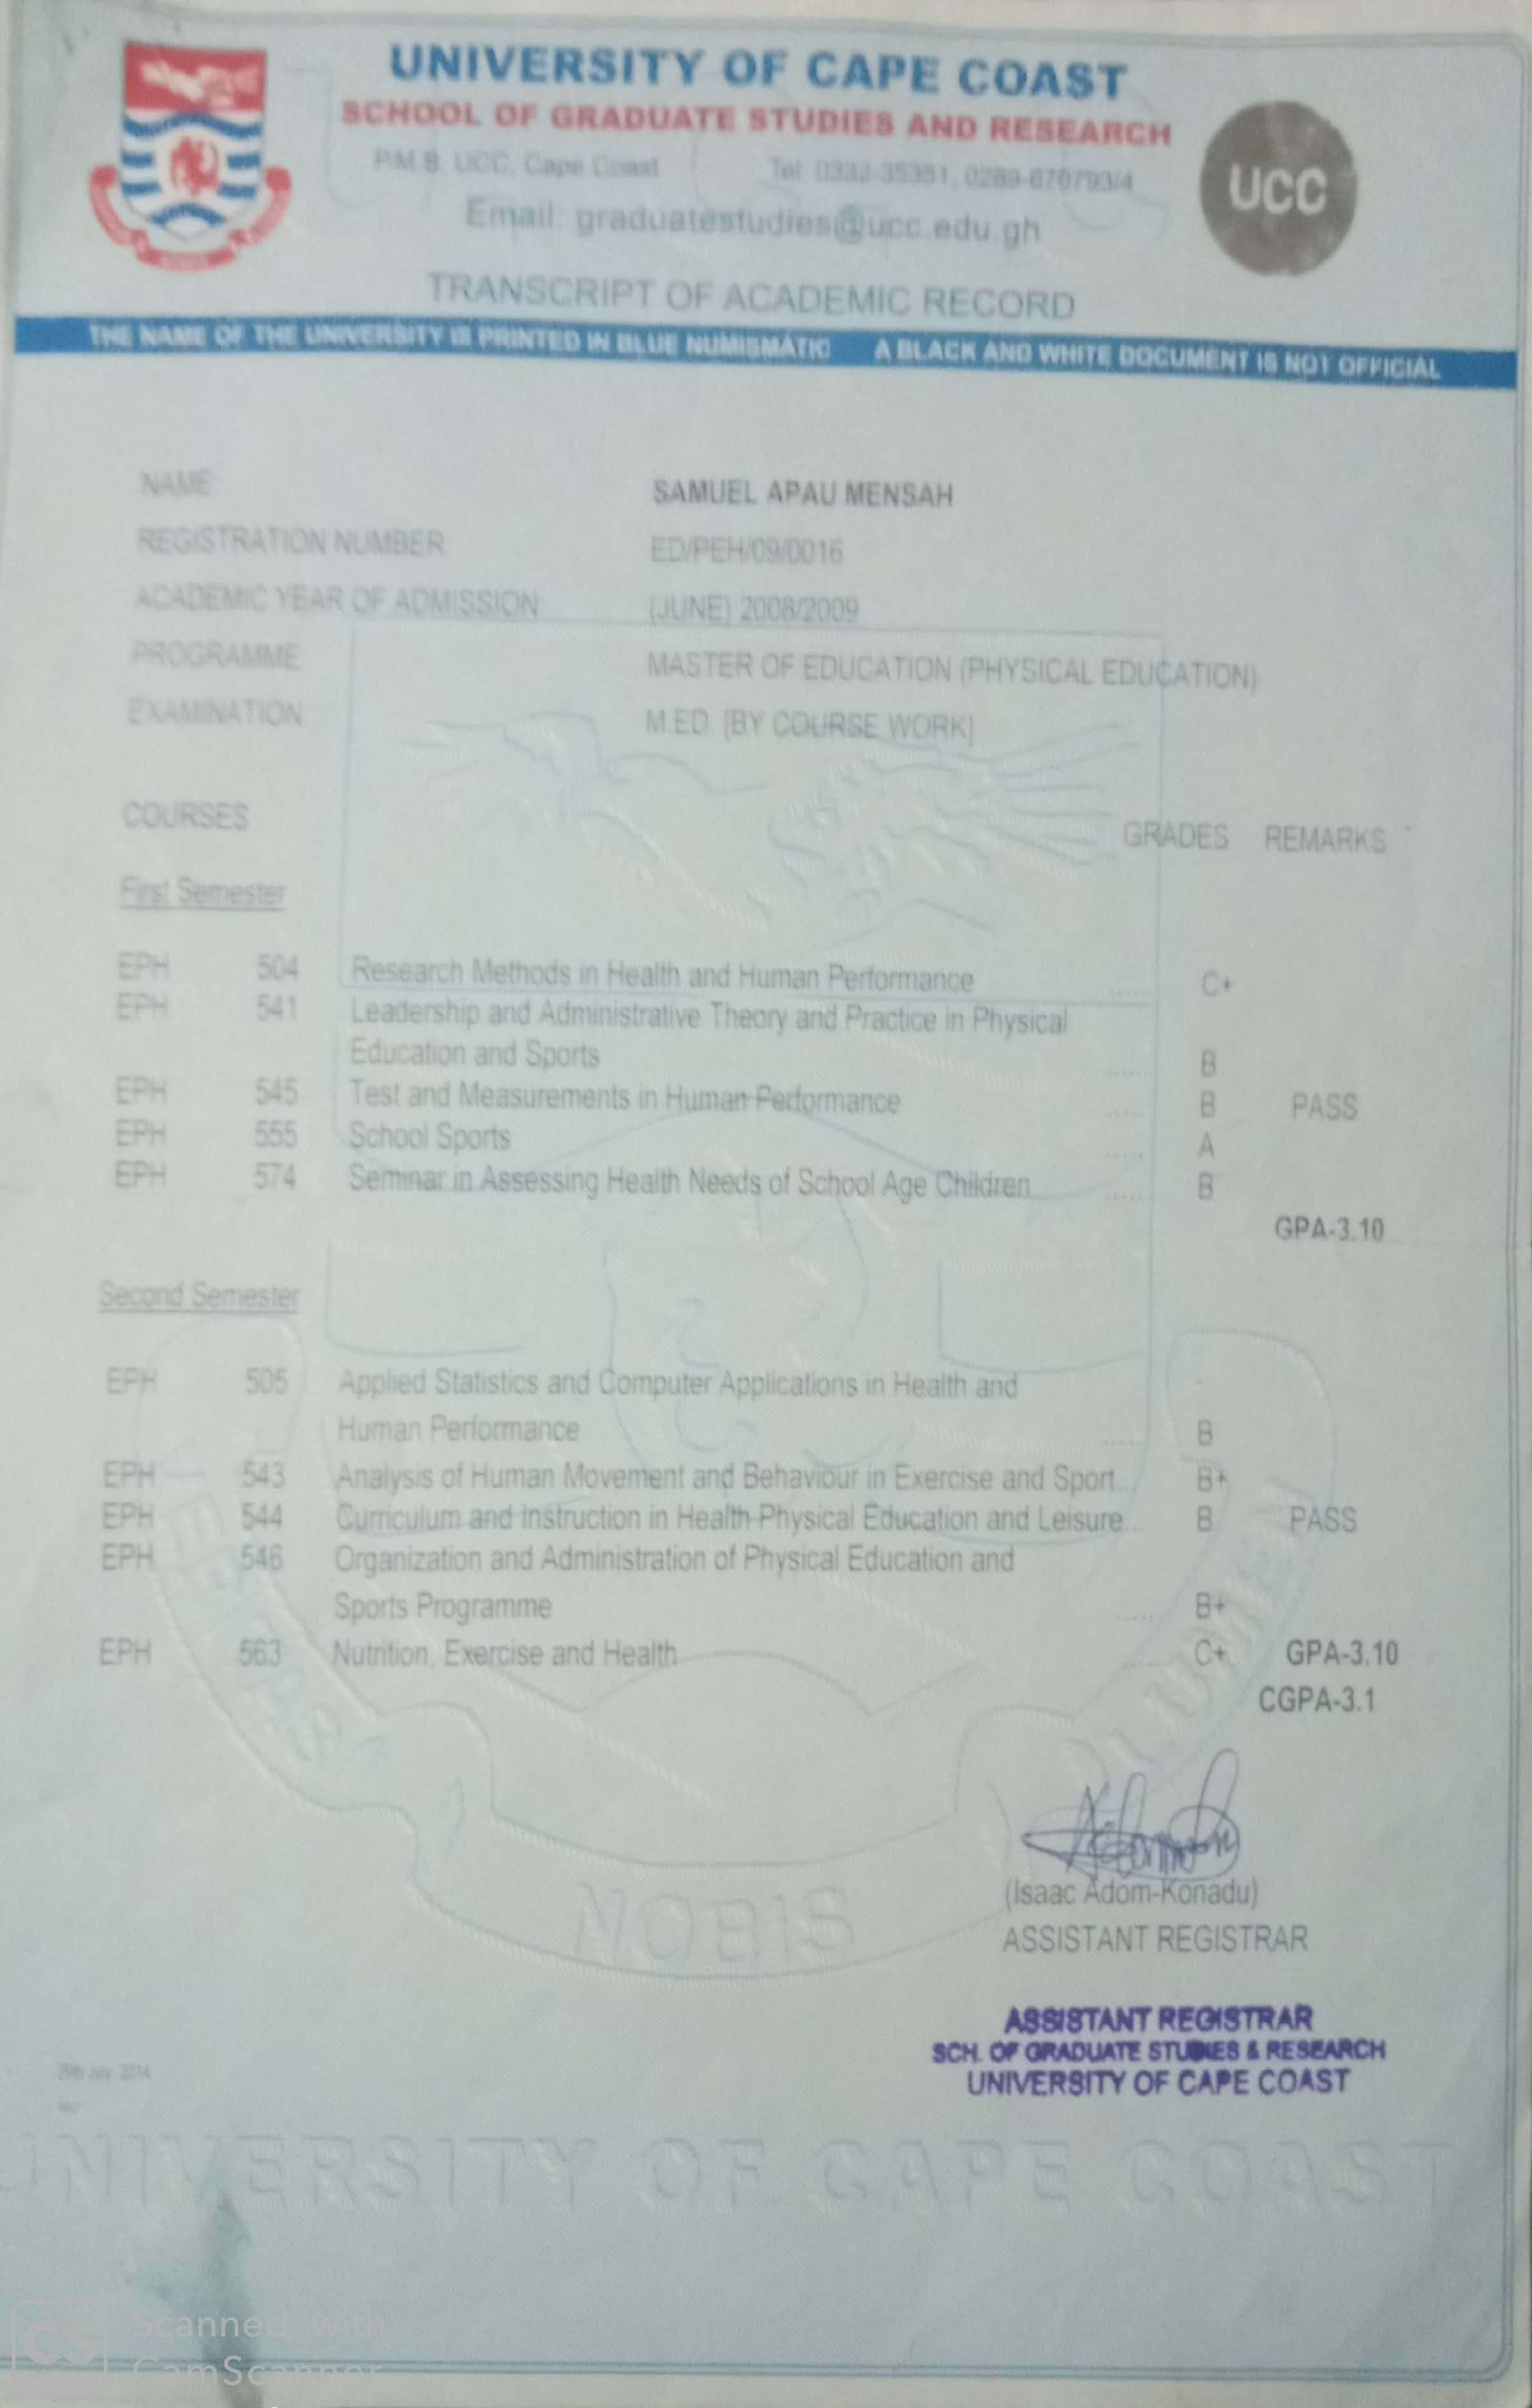 UNIVERSITY OF CAPE COAST
SCHOOL OF GRADUATE STUDIES AND RESEARCH
P.M.B. UCC, Cape Coast Tel: 0332-35351, 0289-670793/4
Email: graduatestudies@ucc.edu.gh
UCC
TRANSCRIPT OF ACADEMIC RECORD
THE NAME OF THE UNIVERSITY IS PRINTED IN BLUE NUMISMATIC A BLACK AND WHITE DOCUMENT IS NOT OFFICIAL
NAME: SAMUEL APAU MENSAH
REGISTRATION NUMBER ED/PEH/09/0016
ACADEMIC YEAR OF ADMISSION: (JUNE) 2008/2009
PROGRAMME MASTER OF EDUCATION (PHYSICAL EDUCATION)
EXAMINATION M.ED. [BY COURSE WORK]
COURSES GRADES REMARKS
First Semester
EPH 504 Research Methods in Health and Human Performance ..... C+
EPH 541 Leadership and Administrative Theory and Practice in Physical
Education and Sports ..... B
EPH 545 Test and Measurements in Human Performance ..... B PASS
EPH 555 School Sports ..... A
EPH 574 Seminar in Assessing Health Needs of School Age Children ..... B
GPA-3.10
Second Semester
EPH 505 Applied Statistics and Computer Applications in Health and
Human Performance ..... B
EPH 543 Analysis of Human Movement and Behaviour in Exercise and Sport... B+
EPH 544 Curriculum and Instruction in Health Physical Education and Leisure... B PASS
EPH 546 Organization and Administration of Physical Education and
Sports Programme ..... B+
EPH 563 Nutrition, Exercise and Health ..... C+ GPA-3.10
CGPA-3.1
(Isaac Adom-Konadu)
ASSISTANT REGISTRAR
ASSISTANT REGISTRAR
SCH. OF GRADUATE STUDIES & RESEARCH
UNIVERSITY OF CAPE COAST
29th July, 2014
NOBIS
UNIVERSITY OF CAPE COAST
CS Scanned with
CamScanner